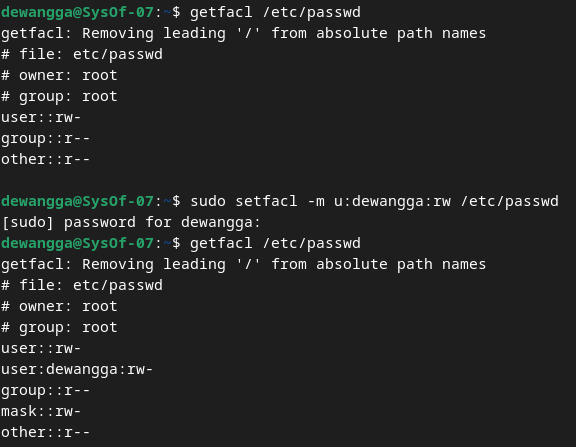 dewangga@SysOf-07:~$ getfacl /etc/passwd
getfacl: Removing leading '/' from absolute path names
# file: etc/passwd
# owner: root
# group: root
user::rw-
group::r--
other::r--

dewangga@SysOf-07:~$ sudo setfacl -m u:dewangga:rw /etc/passwd
[sudo] password for dewangga:
dewangga@SysOf-07:~$ getfacl /etc/passwd
getfacl: Removing leading '/' from absolute path names
# file: etc/passwd
# owner: root
# group: root
user::rw-
user:dewangga:rw-
group::r--
mask::rw-
other::r--